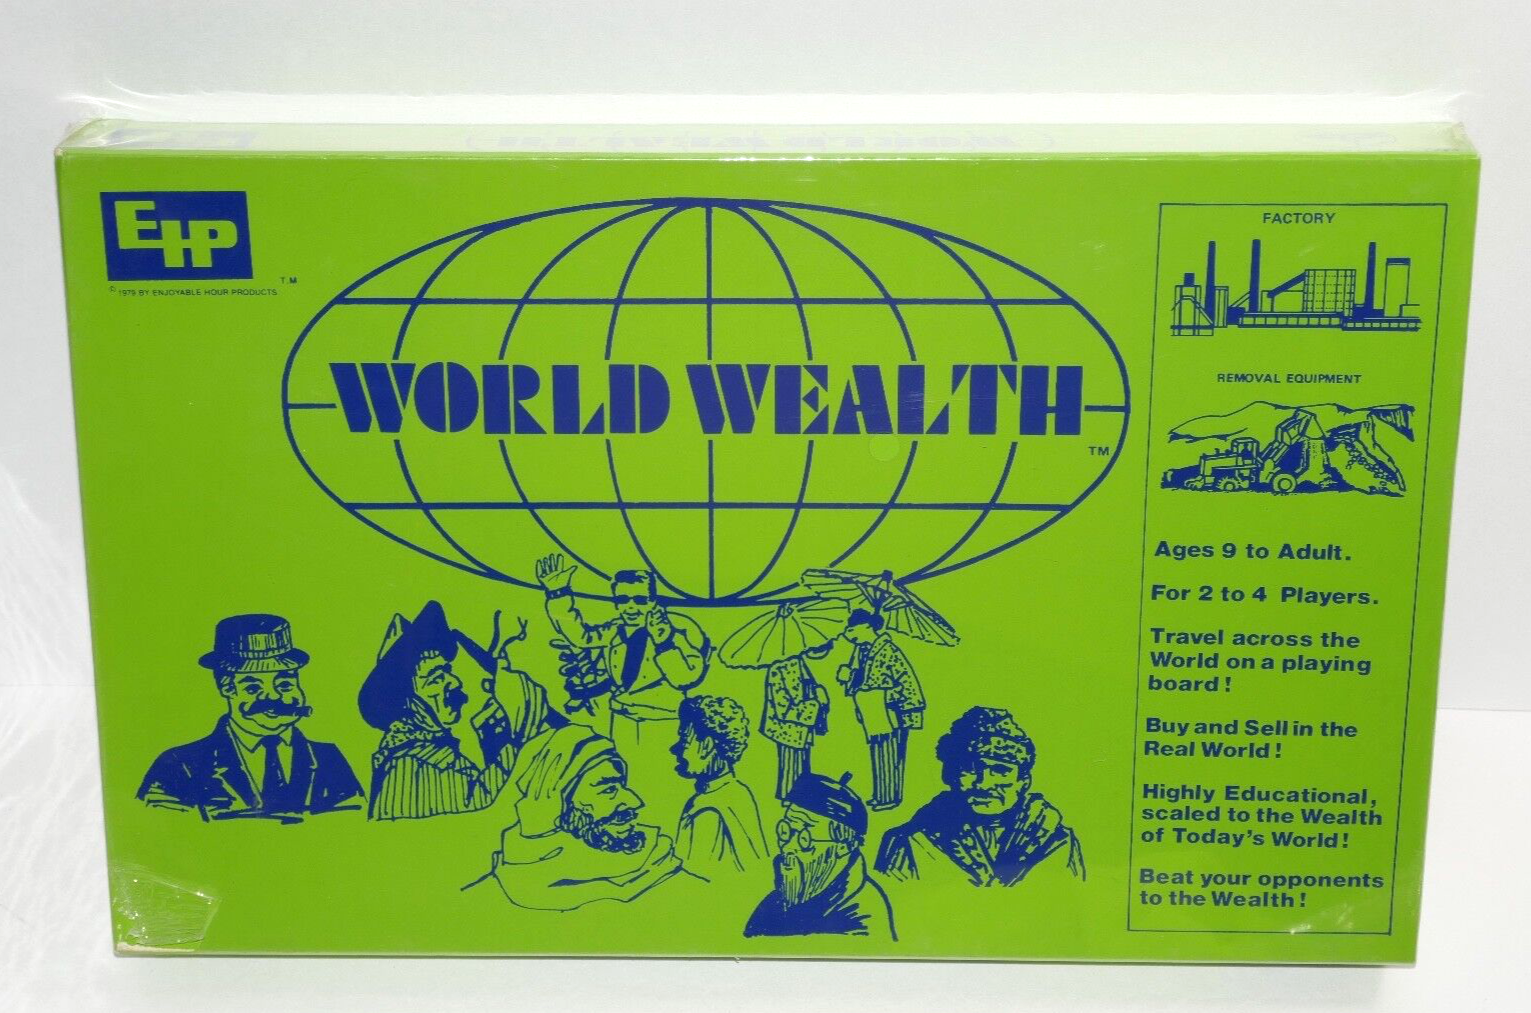 EHP
T.M
© 1979 BY ENJOYABLE HOUR PRODUCTS
WORLD WEALTH
TM
FACTORY
REMOVAL EQUIPMENT
Ages 9 to Adult.
For 2 to 4 Players.
Travel across the
World on a playing
board!
Buy and Sell in the
Real World!
Highly Educational,
scaled to the Wealth
of Today's World!
Beat your opponents
to the Wealth!